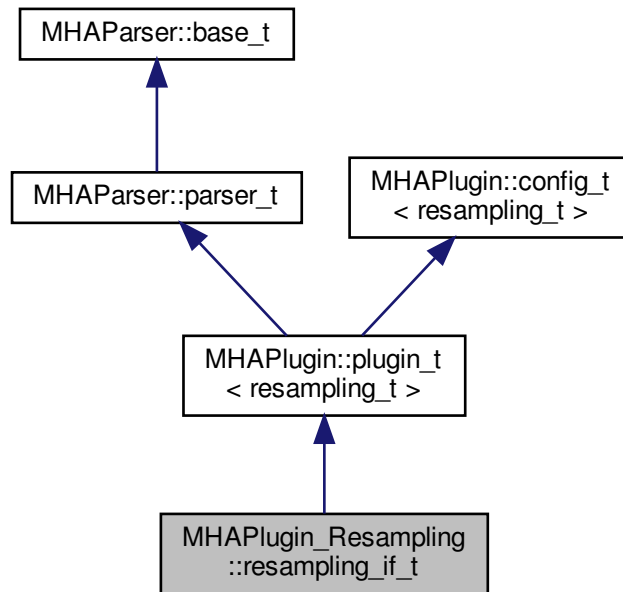 MHAParser::base_t
MHAParser::parser_t
MHAPlugin::config_t
< resampling_t >
MHAPlugin::plugin_t
< resampling_t >
MHAPlugin_Resampling
::resampling_if_t